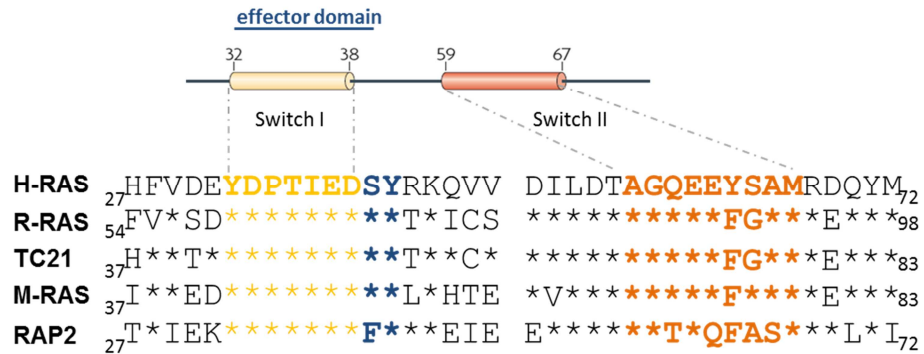 effector domain
32 38 59 67
Switch I Switch II
H-RAS 27HFVDEYDPTIEDSYRKQVV DILDTAGQEEYSAMRDQYM72
R-RAS 54FV*SD*********T*ICS **********FG***E***98
TC21 37H**T**********T**C* **********FG***E***83
M-RAS 37I**ED*********L*HTE *V********F****E***83
RAP2 27T*IEK*******F***EIE E******T*QFAS***L*I72